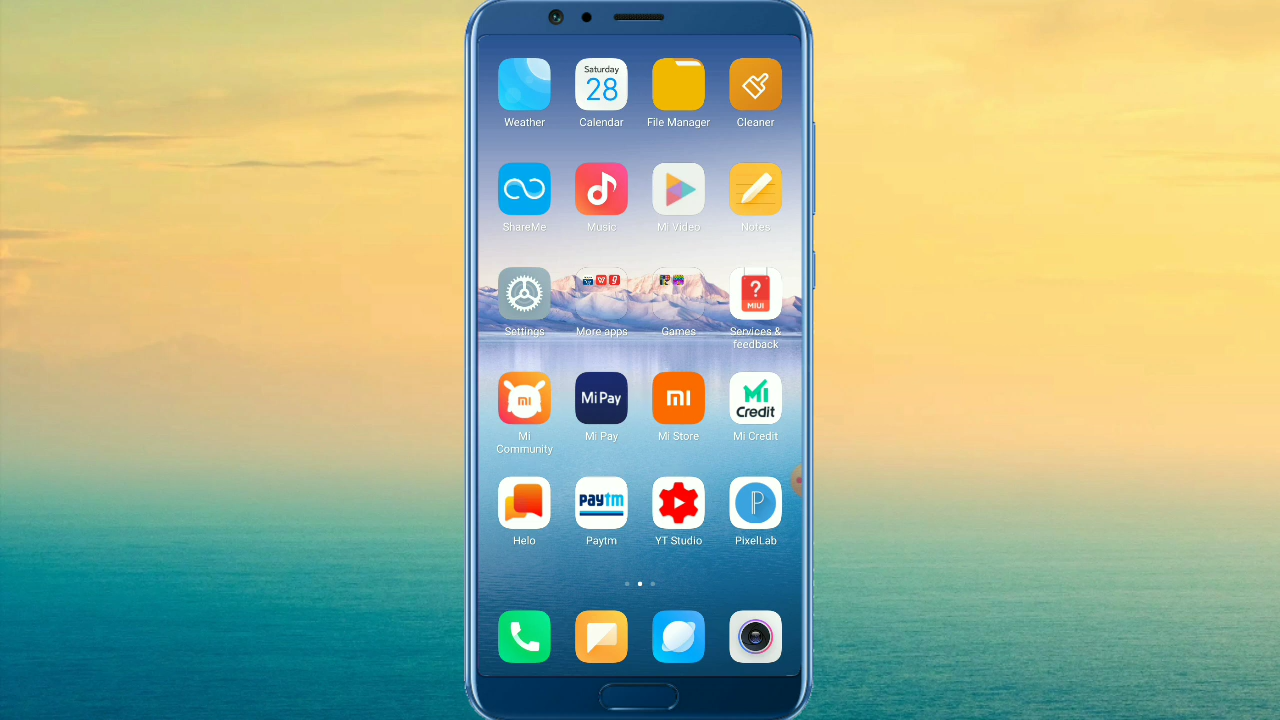 Saturday
28
Weather
Calendar
File Manager
Cleaner
ShareMe
Music
Mi Video
Notes
?
MIUI
Settings
More apps
Games
Services &
feedback
mi
Mi Pay
mi
Mi
Credit
Mi
Community
Mi Pay
Mi Store
Mi Credit
paytm
P
Helo
Paytm
YT Studio
PixelLab